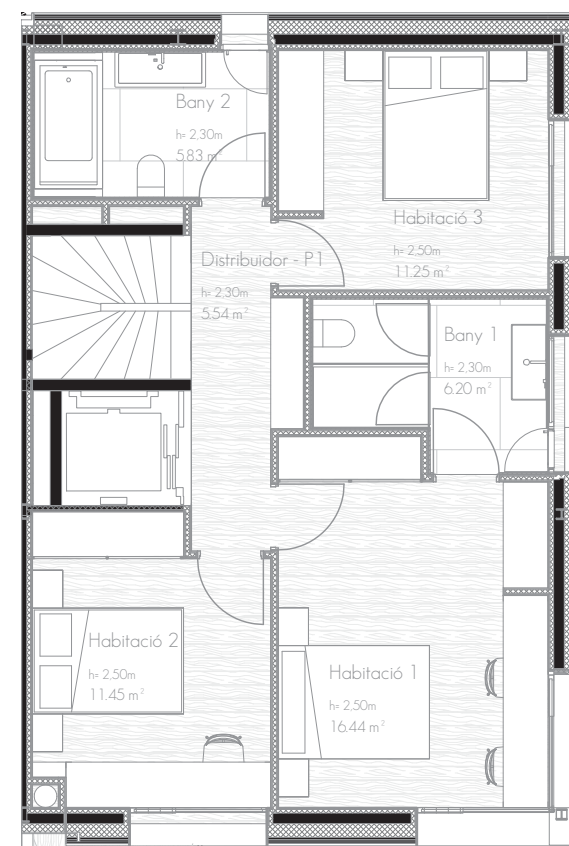 Bany 2
h= 2,30m
5.83 m²
Habitació 3
h= 2,50m
11.25 m²
Distribuidor - P1
h= 2,30m
5.54 m²
Bany 1
h= 2,30m
6.20 m²
Habitació 2
h= 2,50m
11.45 m²
Habitació 1
h= 2,50m
16.44 m²